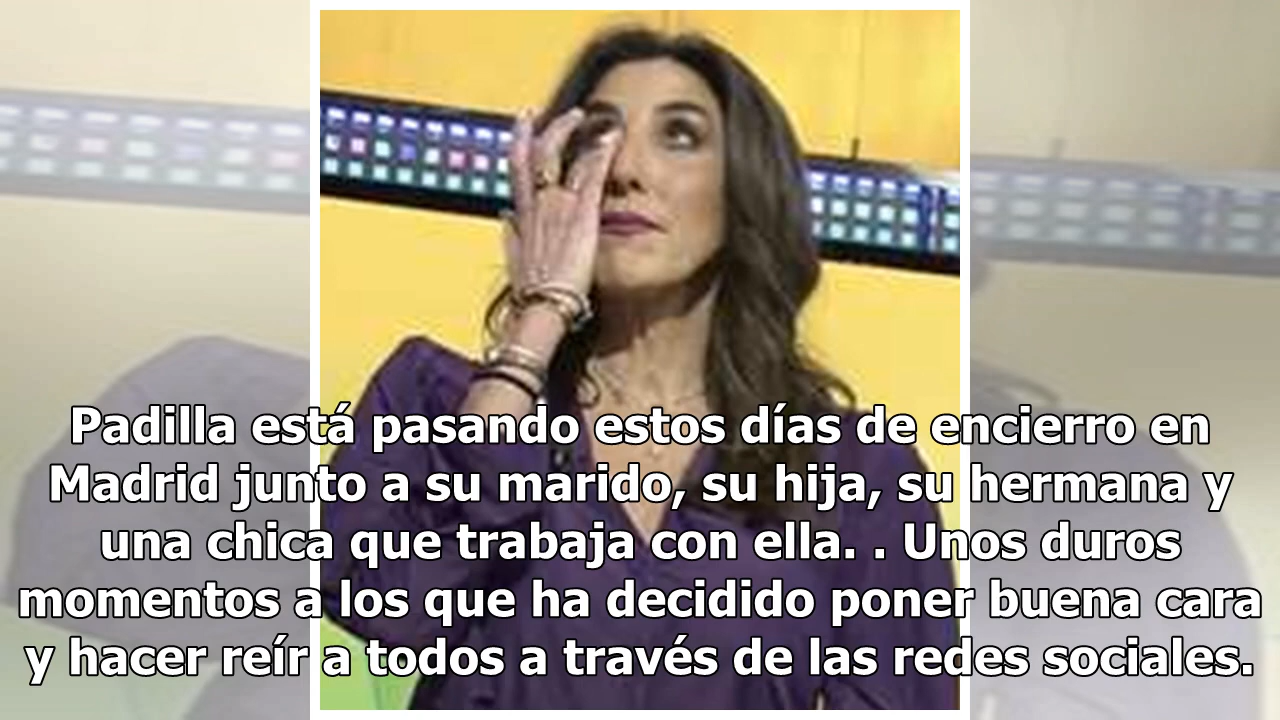 Padilla está pasando estos días de encierro en
Madrid junto a su marido, su hija, su hermana y
una chica que trabaja con ella. . Unos duros
momentos a los que ha decidido poner buena cara
y hacer reír a todos a través de las redes sociales.